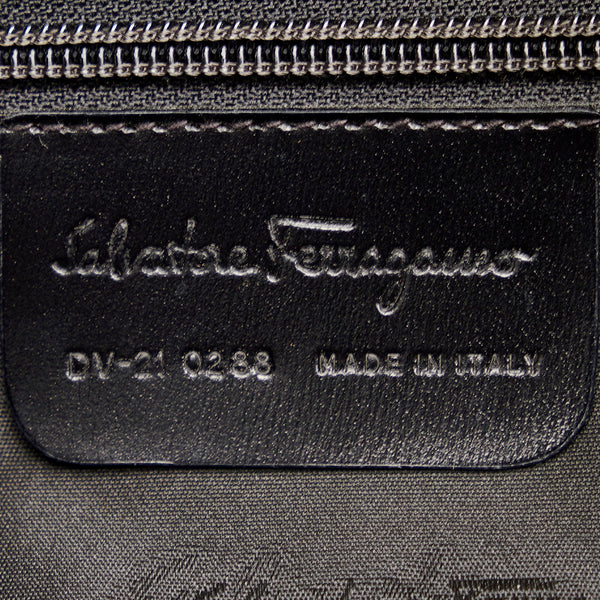 Salvatore Ferragamo
DV-21 0288 MADE IN ITALY